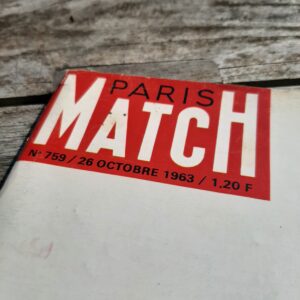 PARIS
MATCH
N° 759 / 26 OCTOBRE 1963 / 1,20 F